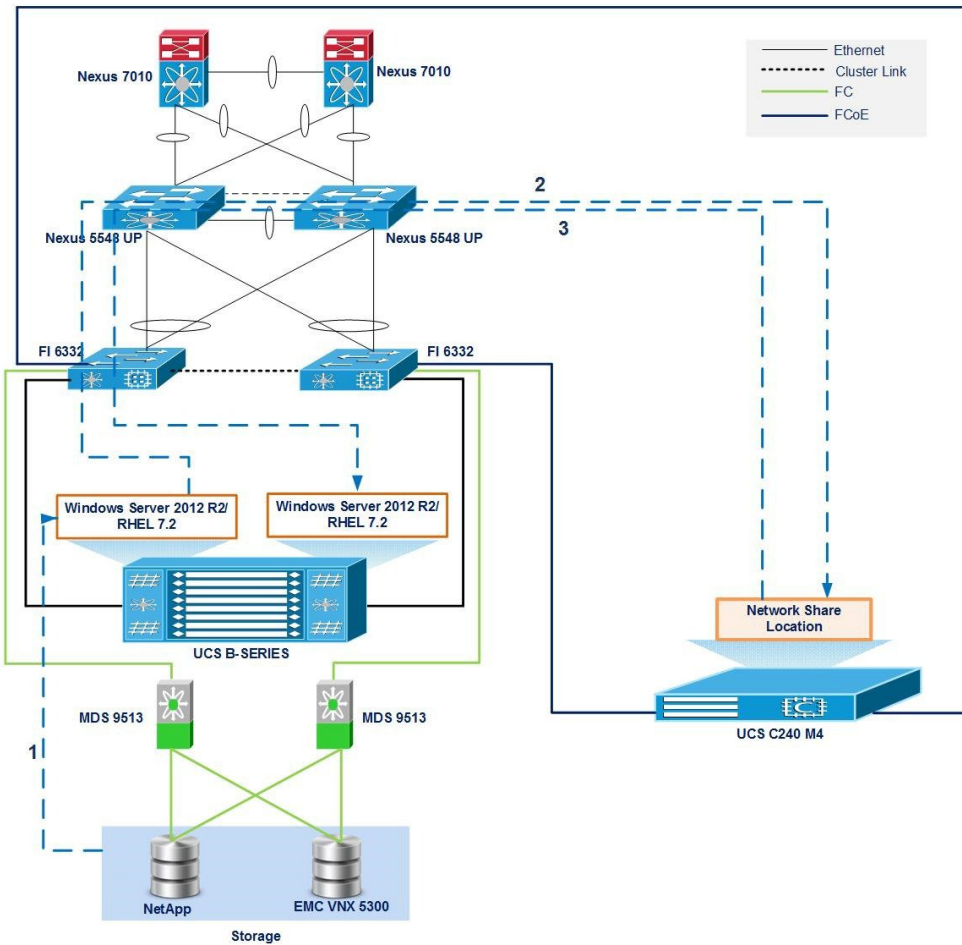 Nexus 7010
Nexus 7010
Ethernet
Cluster Link
FC
FCoE
2
3
Nexus 5548 UP
Nexus 5548 UP
FI 6332
FI 6332
Windows Server 2012 R2/
RHEL 7.2
Windows Server 2012 R2/
RHEL 7.2
Network Share
Location
UCS B-SERIES
MDS 9513
MDS 9513
UCS C240 M4
1
NetApp
EMC VNX 5300
Storage